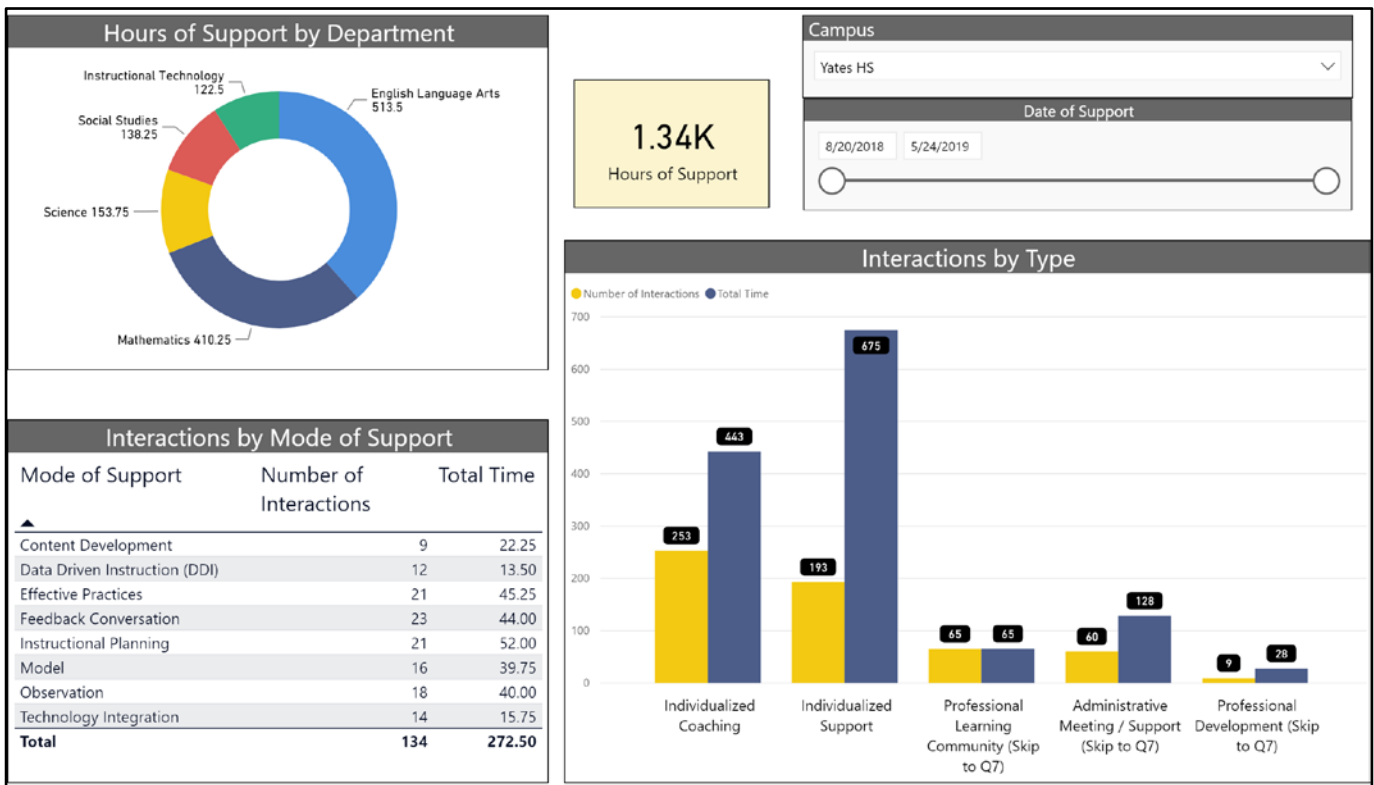 Hours of Support by Department
Instructional Technology
122.5
English Language Arts
513.5
Social Studies
138.25
Science 153.75
Mathematics 410.25
1.34K
Hours of Support
Campus
Yates HS
Date of Support
8/20/2018 5/24/2019
Interactions by Mode of Support
Mode of Support Number of Total Time
Interactions
Content Development 9 22.25
Data Driven Instruction (DDI) 12 13.50
Effective Practices 21 45.25
Feedback Conversation 23 44.00
Instructional Planning 21 52.00
Model 16 39.75
Observation 18 40.00
Technology Integration 14 15.75
Total 134 272.50
Interactions by Type
Number of Interactions Total Time
700
600
500
400
300
200
100
0
253 443
193 675
65 65
60 128
9 28
Individualized
Coaching
Individualized
Support
Professional
Learning
Community (Skip
to Q7)
Administrative
Meeting / Support
(Skip to Q7)
Professional
Development (Skip
to Q7)